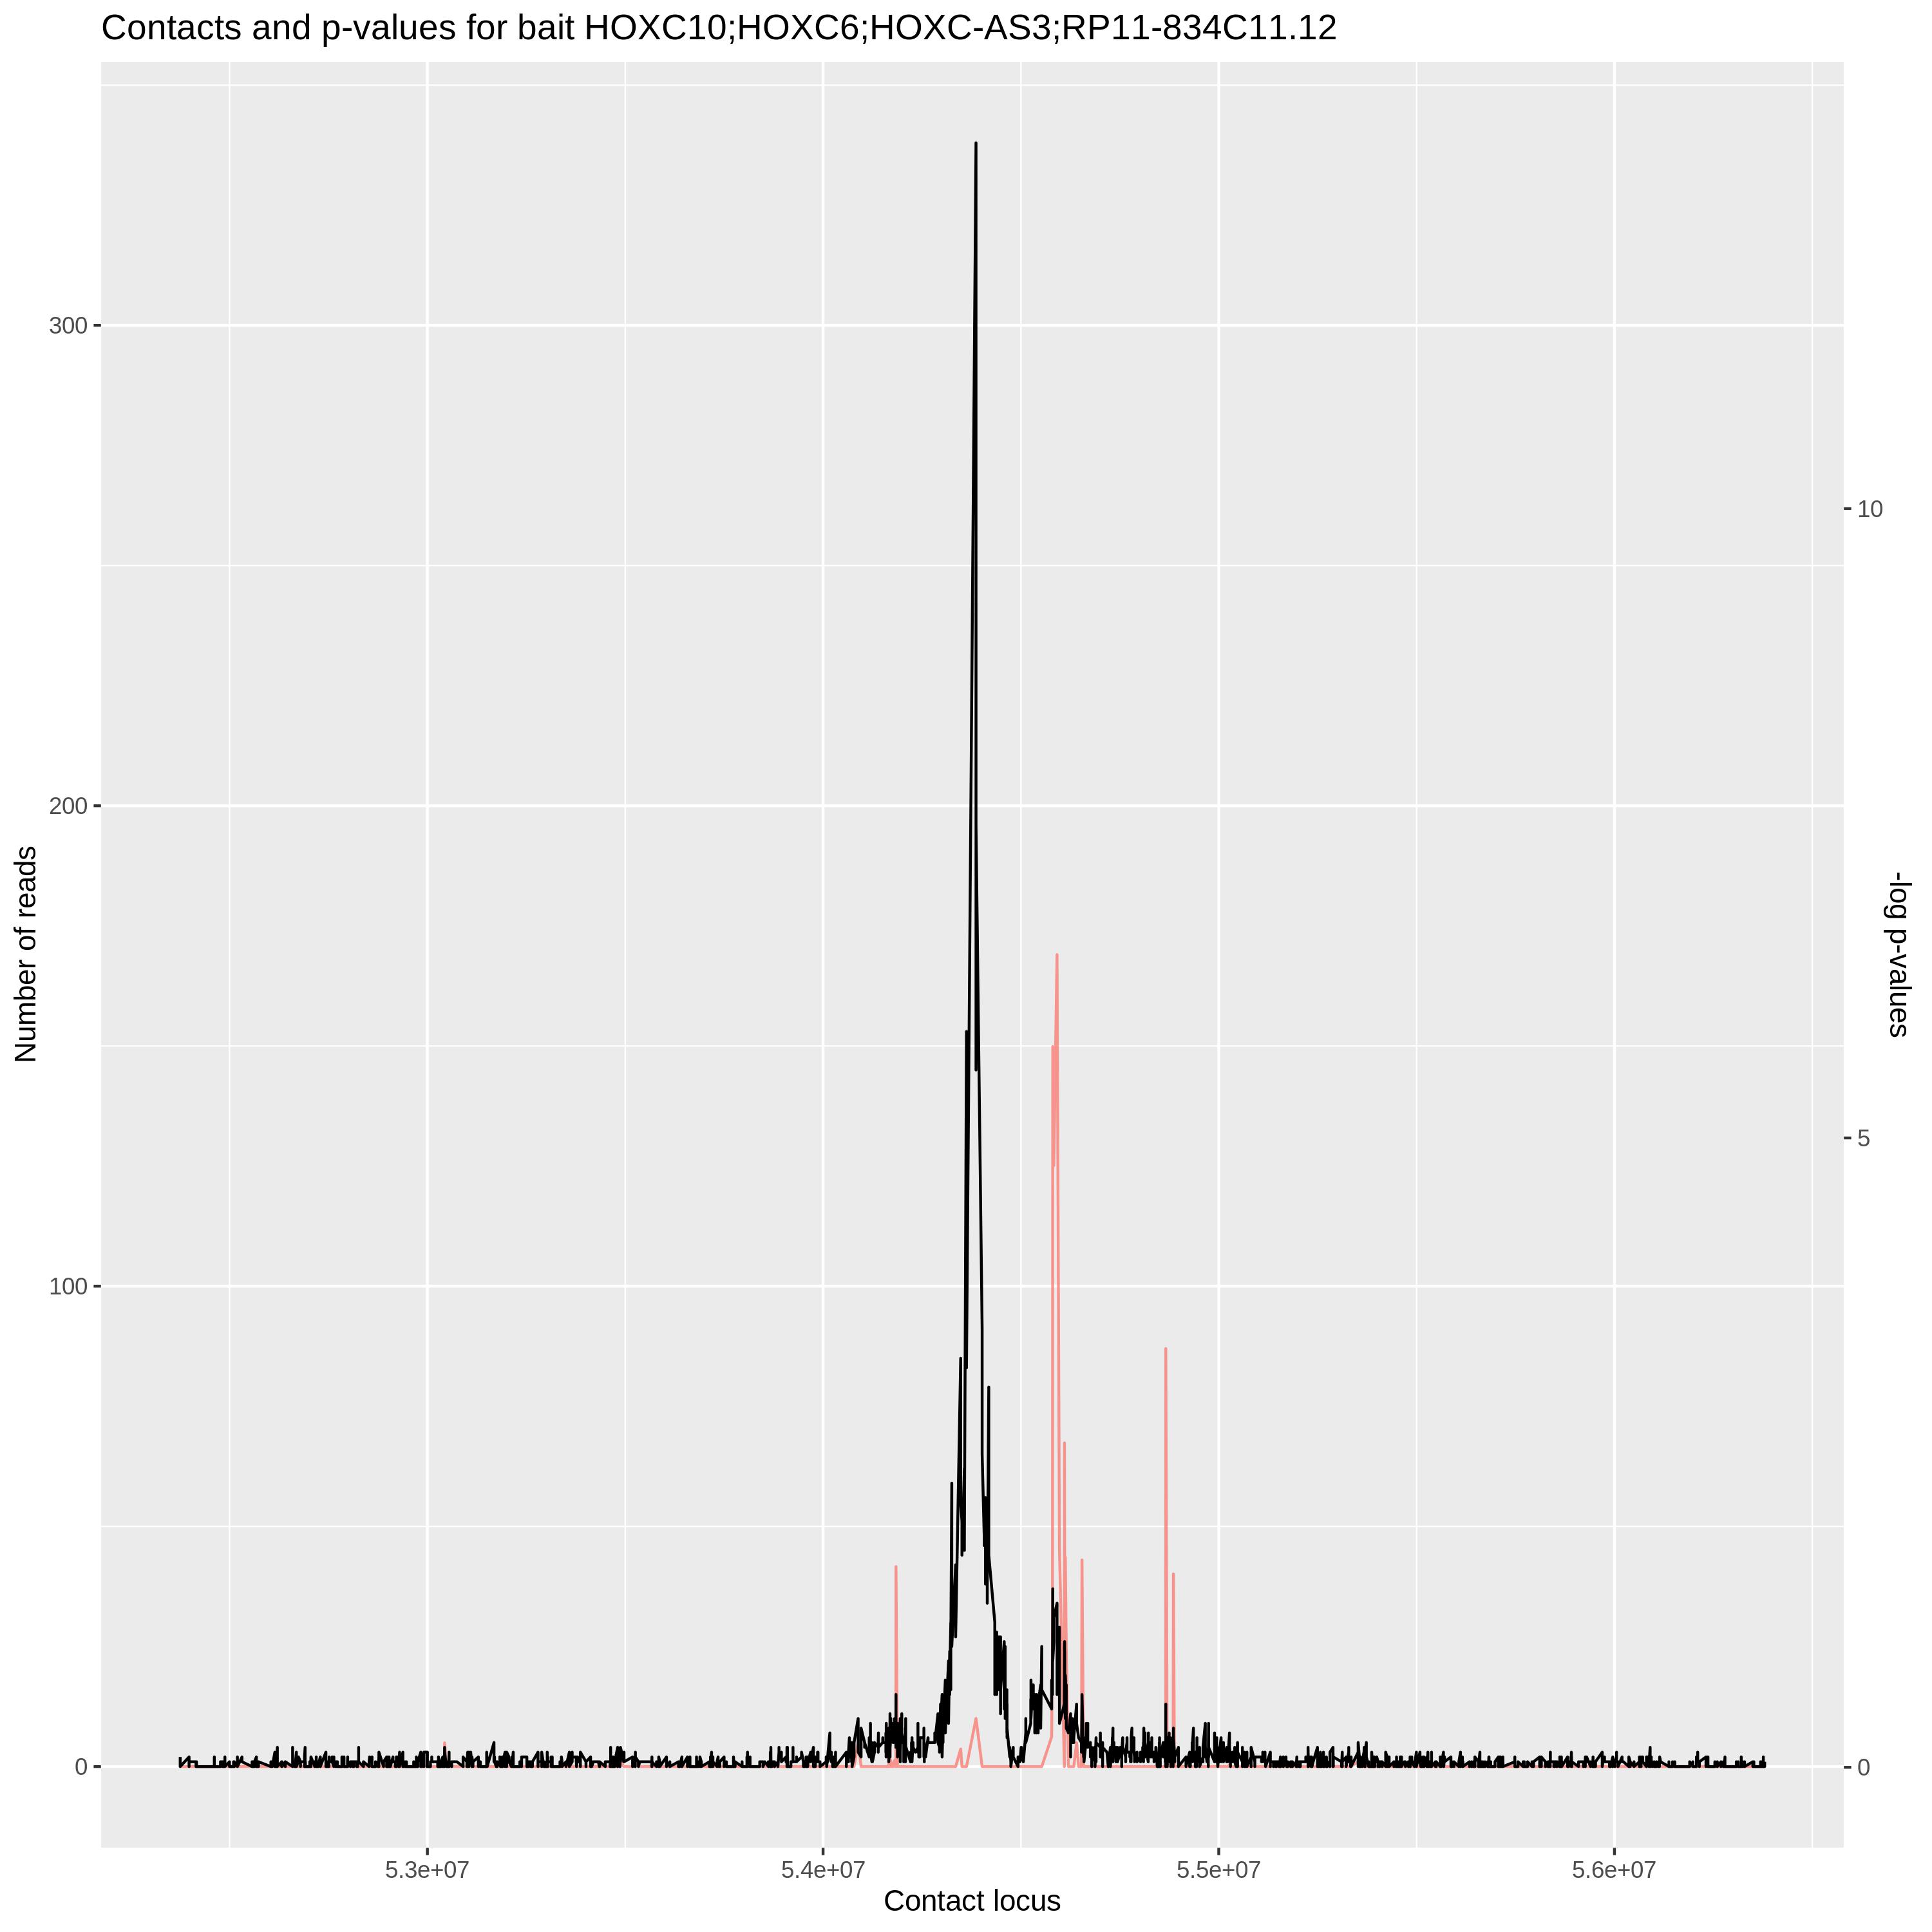 Contacts and p-values for bait HOXC10;HOXC6;HOXC-AS3;RP11-834C11.12
Number of reads
300
200
100
0
10
5
0
-log p-values
5.3e+07
5.4e+07
5.5e+07
5.6e+07
Contact locus